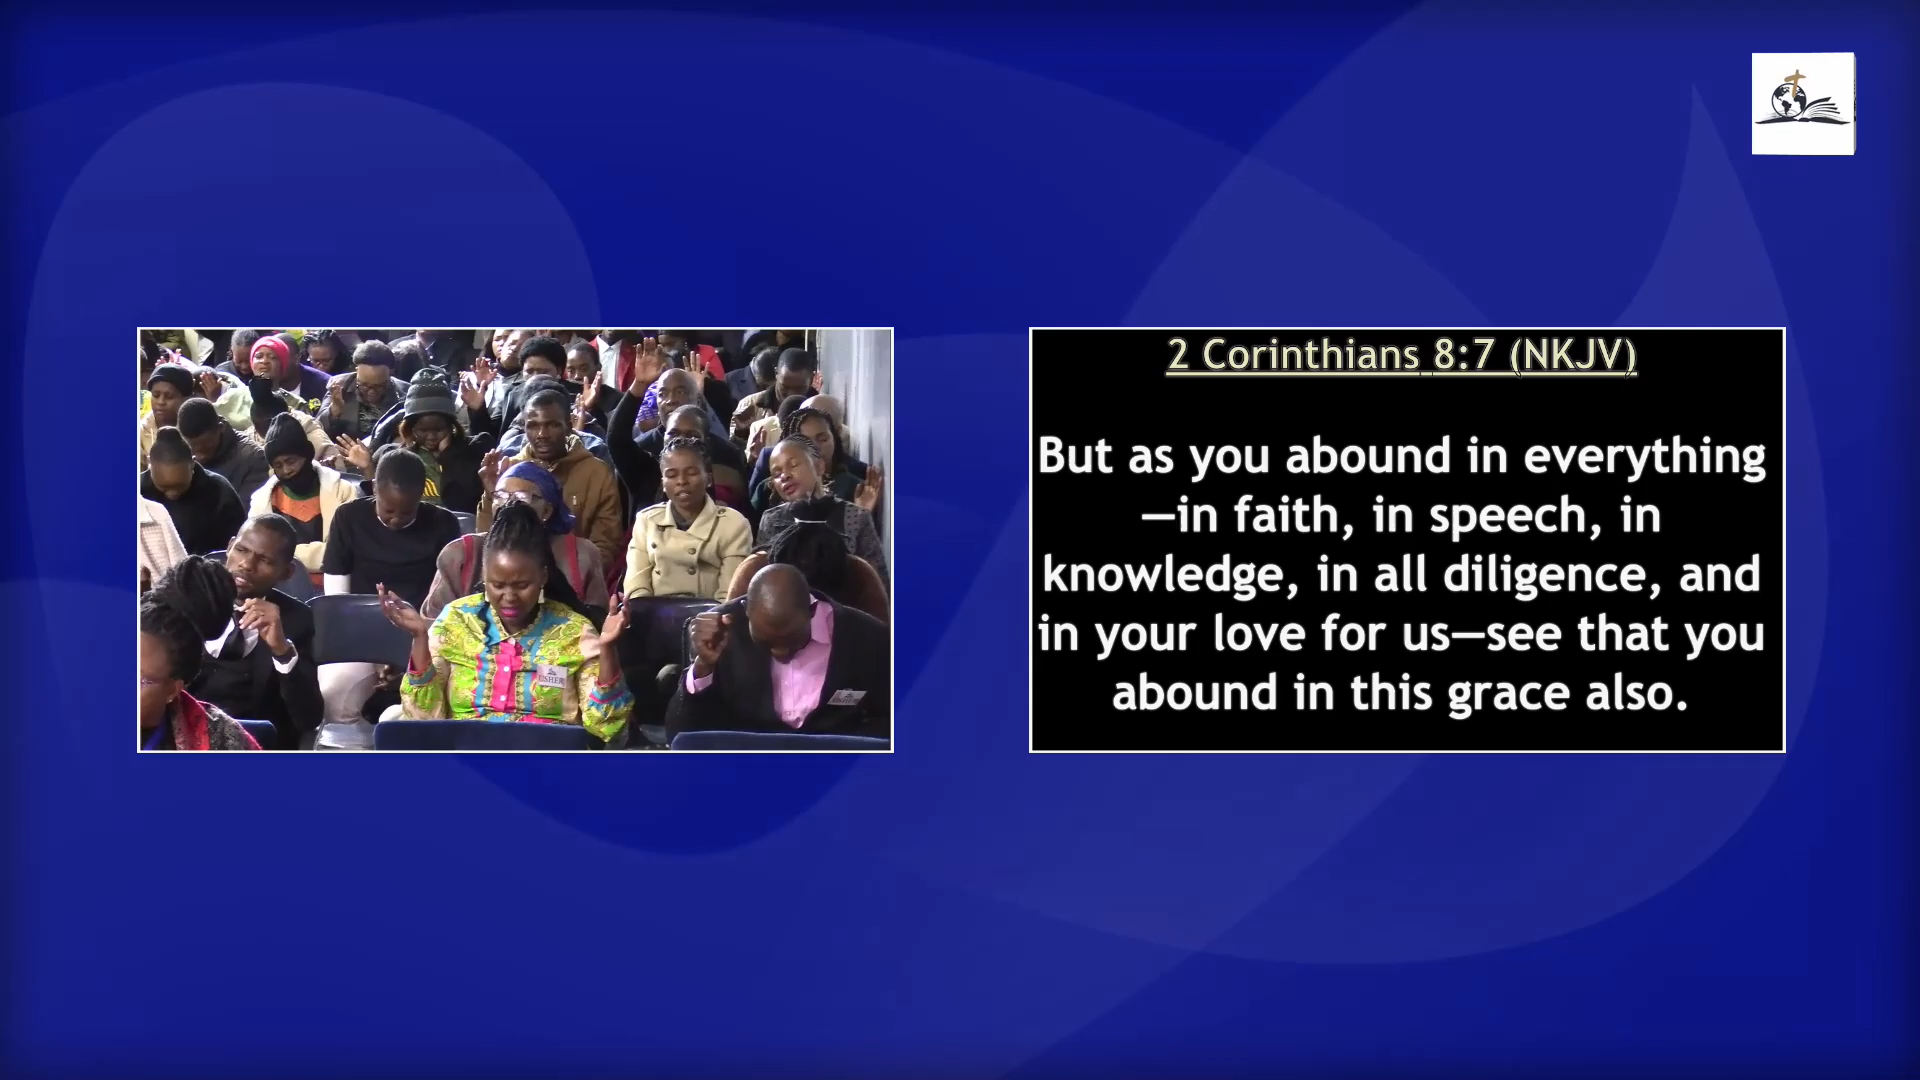 2 Corinthians 8:7 (NKJV)
But as you abound in everything
—in faith, in speech, in
knowledge, in all diligence, and
in your love for us—see that you
abound in this grace also.
USHER